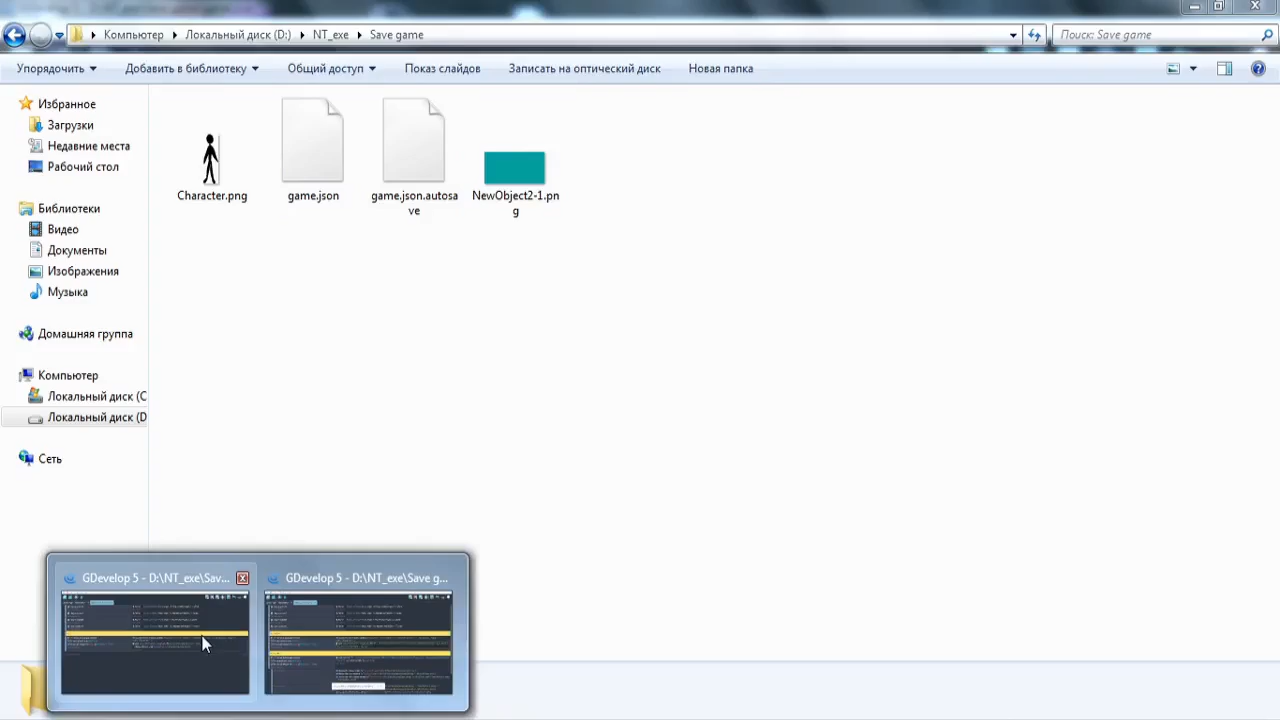 Компьютер
Локальный диск (D:)
NT_exe
Save game
Поиск: Save game
Упорядочить
Добавить в библиотеку
Общий доступ
Показ слайдов
Записать на оптический диск
Новая папка
Избранное
Загрузки
Недавние места
Рабочий стол
Библиотеки
Видео
Документы
Изображения
Музыка
Домашняя группа
Компьютер
Локальный диск (C
Локальный диск (D
Сеть
Character.png
game.json
game.json.autosa
ve
NewObject2-1.pn
g
GDevelop 5 - D:\NT_exe\Sav...
GDevelop 5 - D:\NT_exe\Save g...